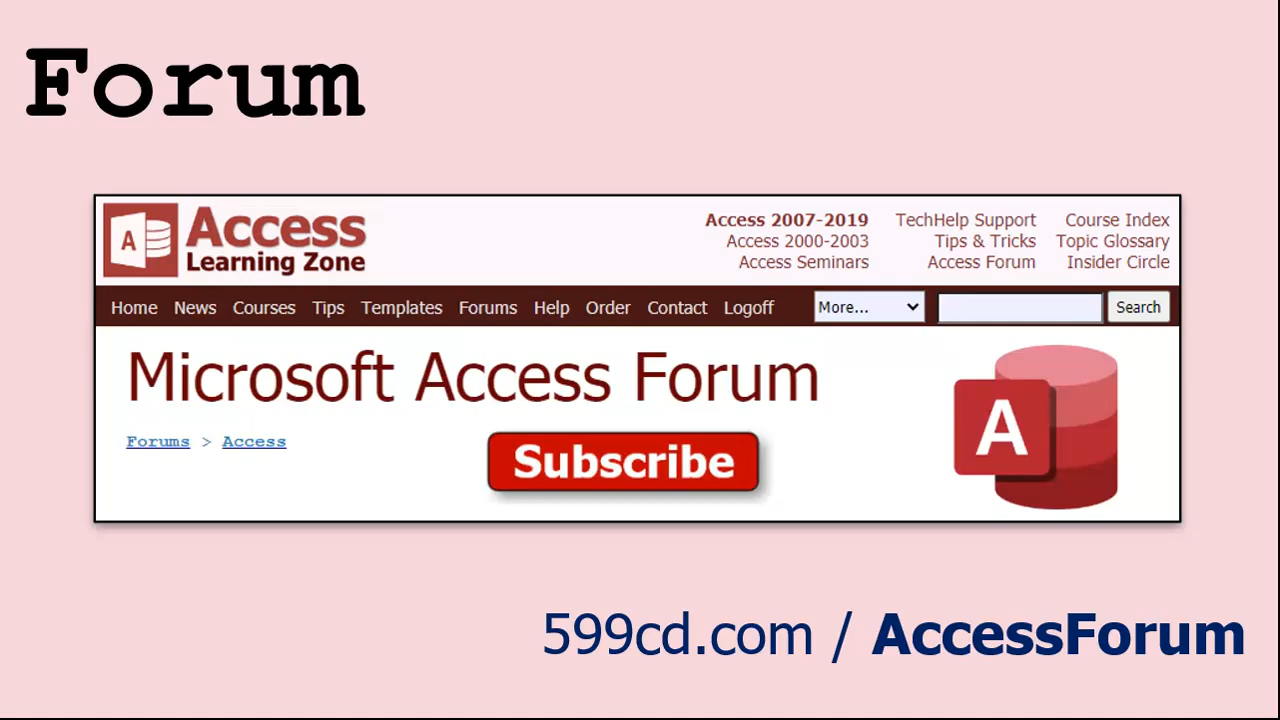 Forum
A
Access
Learning Zone
Access 2007-2019 TechHelp Support Course Index
Access 2000-2003 Tips & Tricks Topic Glossary
Access Seminars Access Forum Insider Circle
Home News Courses Tips Templates Forums Help Order Contact Logoff More... Search
Microsoft Access Forum
Forums > Access
Subscribe
A
599cd.com / AccessForum